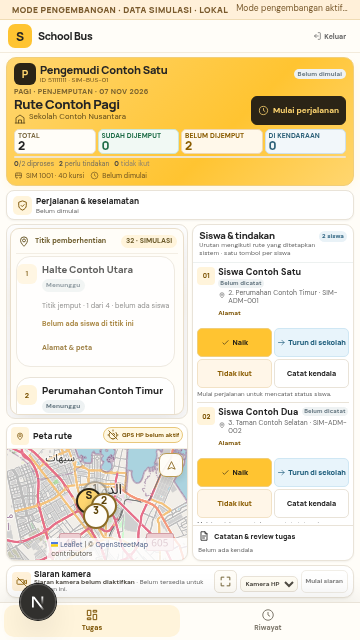 MODE PENGEMBANGAN · DATA SIMULASI · LOKAL
Mode pengembangan aktif...
S
School Bus
Keluar
P
Pengemudi Contoh Satu
Belum dimulai
PAGI · PENJEMPUTAN · 07 NOV 2026
Rute Contoh Pagi
Sekolah Contoh Nusantara
Mulai perjalanan
TOTAL
2
SUDAH DIJEMPUT
0
BELUM DIJEMPUT
2
DI KENDARAAN
0
0/2 diproses 2 perlu tindakan 0 tidak ikut
SIM 1001 · 40 kursi
Belum dimulai
Perjalanan & keselamatan
Belum dimulai
Titik pemberhentian
32 · SIMULASI
1
Halte Contoh Utara
Menunggu
Titik jemput · 1 dari 4 · belum ada siswa
Belum ada siswa di titik ini
Alamat & peta
2
Perumahan Contoh Timur
Menunggu
Peta rute
GPS HP belum aktif
سيهات
S
2
3
Leaflet | © OpenStreetMap
contributors
Siswa & tindakan
2 siswa
Urutan mengikuti rute yang ditetapkan
sistem · satu tombol per siswa
01
Siswa Contoh Satu
Belum dicatat
2. Perumahan Contoh Timur · SIM-
ADM-001
Alamat
Naik
Turun di sekolah
Tidak ikut
Catat kendala
Mulai perjalanan untuk mencatat status siswa.
02
Siswa Contoh Dua
Belum dicatat
3. Taman Contoh Selatan · SIM-ADM-
002
Alamat
Naik
Turun di sekolah
Tidak ikut
Catat kendala
Catatan & review tugas
Belum ada kendala
Siaran kamera
kamera belum diaktifkan · Belum tersedia untuk
ini.
Kamera HP
Mulai siaran
N
Tugas
Riwayat